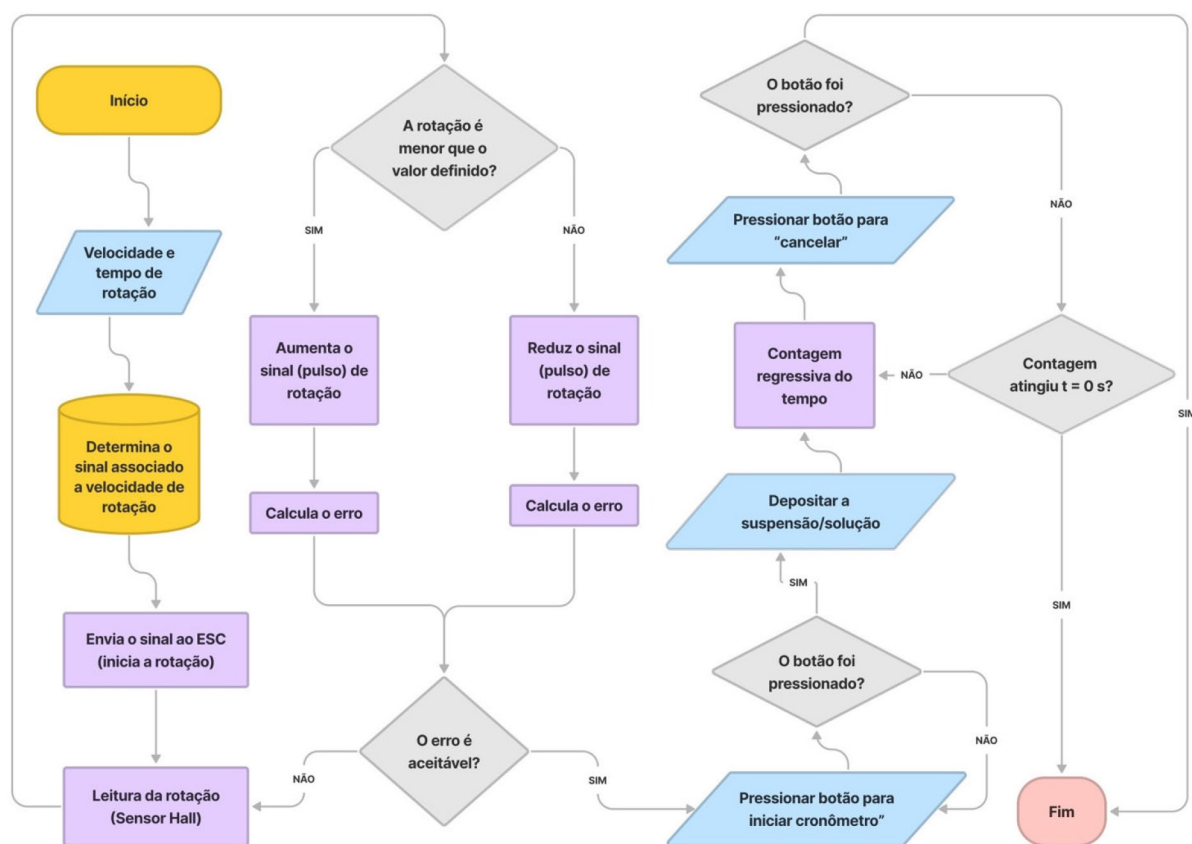 Início
Velocidade e
tempo de
rotação
Determina o
sinal associado
a velocidade de
rotação
Envia o sinal ao ESC
(inicia a rotação)
Leitura da rotação
(Sensor Hall)
A rotação é
menor que o
valor definido?
SIM
NÃO
Aumenta o
sinal (pulso) de
rotação
Reduz o sinal
(pulso) de
rotação
Calcula o erro
Calcula o erro
O erro é
aceitável?
NÃO
SIM
Pressionar botão para
iniciar cronômetro”
O botão foi
pressionado?
NÃO
SIM
Depositar a
suspensão/solução
Contagem
regressiva do
tempo
Pressionar botão para
“cancelar”
O botão foi
pressionado?
NÃO
SIM
Contagem
atingiu t = 0 s?
NÃO
SIM
Fim